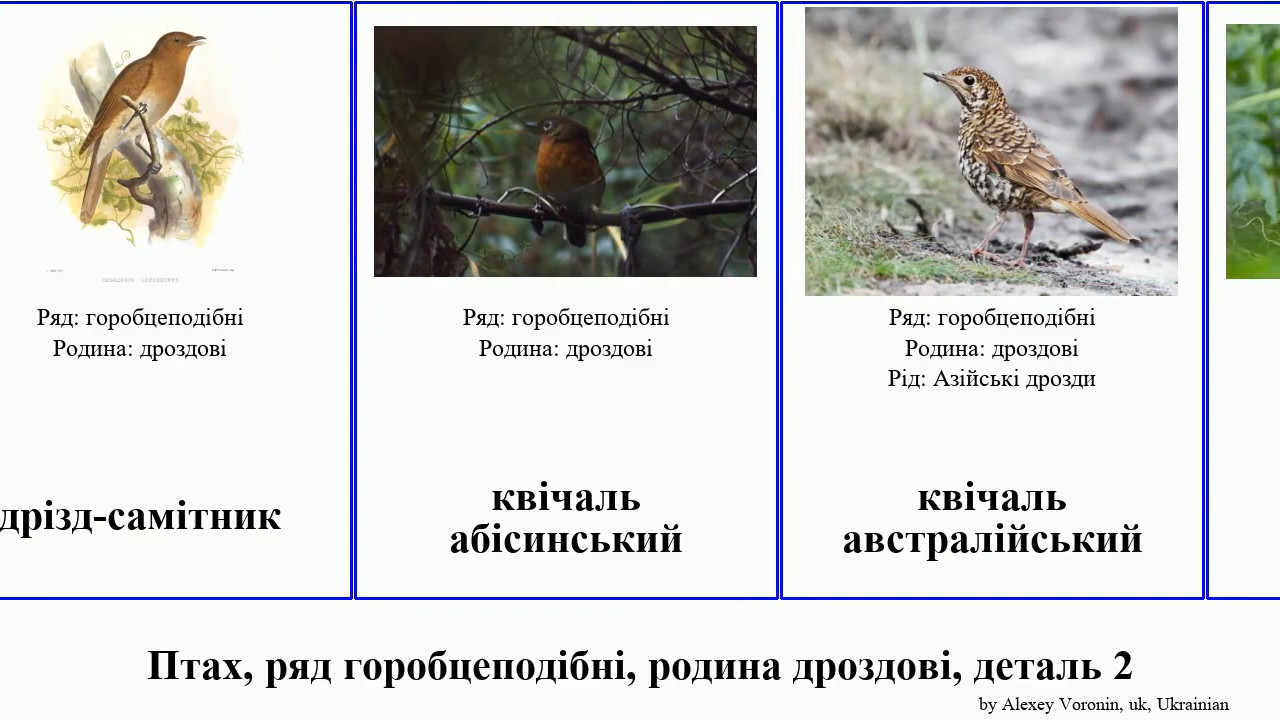 Ряд: горобцеподібні
Родина: дроздові
дрізд-самітник
Ряд: горобцеподібні
Родина: дроздові
квічаль
абісинський
Ряд: горобцеподібні
Родина: дроздові
Рід: Азійські дрозди
квічаль
австралійський
Птах, ряд горобцеподібні, родина дроздові, деталь 2
by Alexey Voronin, uk, Ukrainian